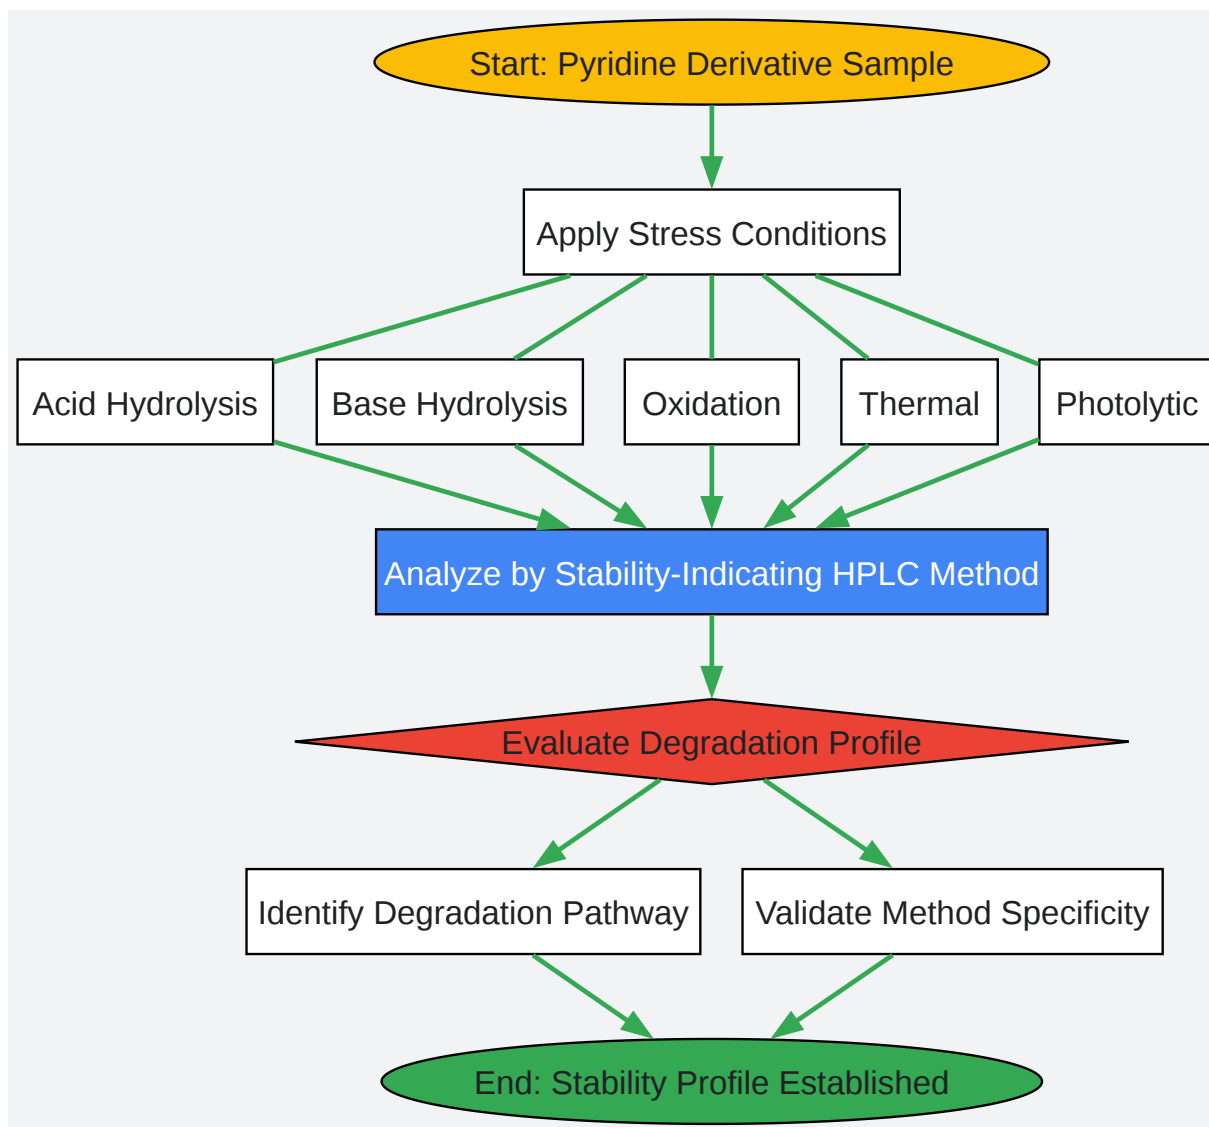 Start: Pyridine Derivative Sample
Apply Stress Conditions
Acid Hydrolysis
Base Hydrolysis
Oxidation
Thermal
Photolytic
Analyze by Stability-Indicating HPLC Method
Evaluate Degradation Profile
Identify Degradation Pathway
Validate Method Specificity
End: Stability Profile Established